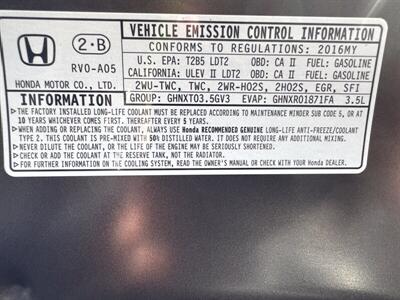 VEHICLE EMISSION CONTROL INFORMATION
2・B
CONFORMS TO REGULATIONS: 2016MY
RV0-A05
U.S. EPA: T2B5 LDT2 OBD: CA II FUEL: GASOLINE
CALIFORNIA: ULEV II LDT2 OBD: CA II FUEL: GASOLINE
HONDA MOTOR CO., LTD.
2WU-TWC, TWC, 2WR-HO2S, 2HO2S, EGR, SFI
INFORMATION
GROUP: GHNXT03.5GV3 EVAP: GHNXR0187IFA 3.5L
THE FACTORY INSTALLED LONG-LIFE COOLANT MUST BE REPLACED ACCORDING TO MAINTENANCE MINDER SUB CODE 5, OR AT
10 YEARS WHICHEVER COMES FIRST. THEREAFTER EVERY 5 YEARS.
WHEN ADDING OR REPLACING THE COOLANT, ALWAYS USE Honda RECOMMENDED GENUINE LONG-LIFE ANTI-FREEZE/COOLANT
TYPE 2. THIS COOLANT IS PRE-MIXED WITH 50% DISTILLED WATER. IT DOES NOT REQUIRE ANY ADDITIONAL MIXING.
NEVER DILUTE THE COOLANT, OR THE ENGINE MAY BE SERIOUSLY DAMAGED.
CHECK OR ADD THE COOLANT AT THE RESERVE TANK, NOT THE RADIATOR.
FOR FURTHER INFORMATION ON THE COOLING SYSTEM, READ THE OWNER'S MANUAL OR CHECK WITH YOUR Honda DEALER.